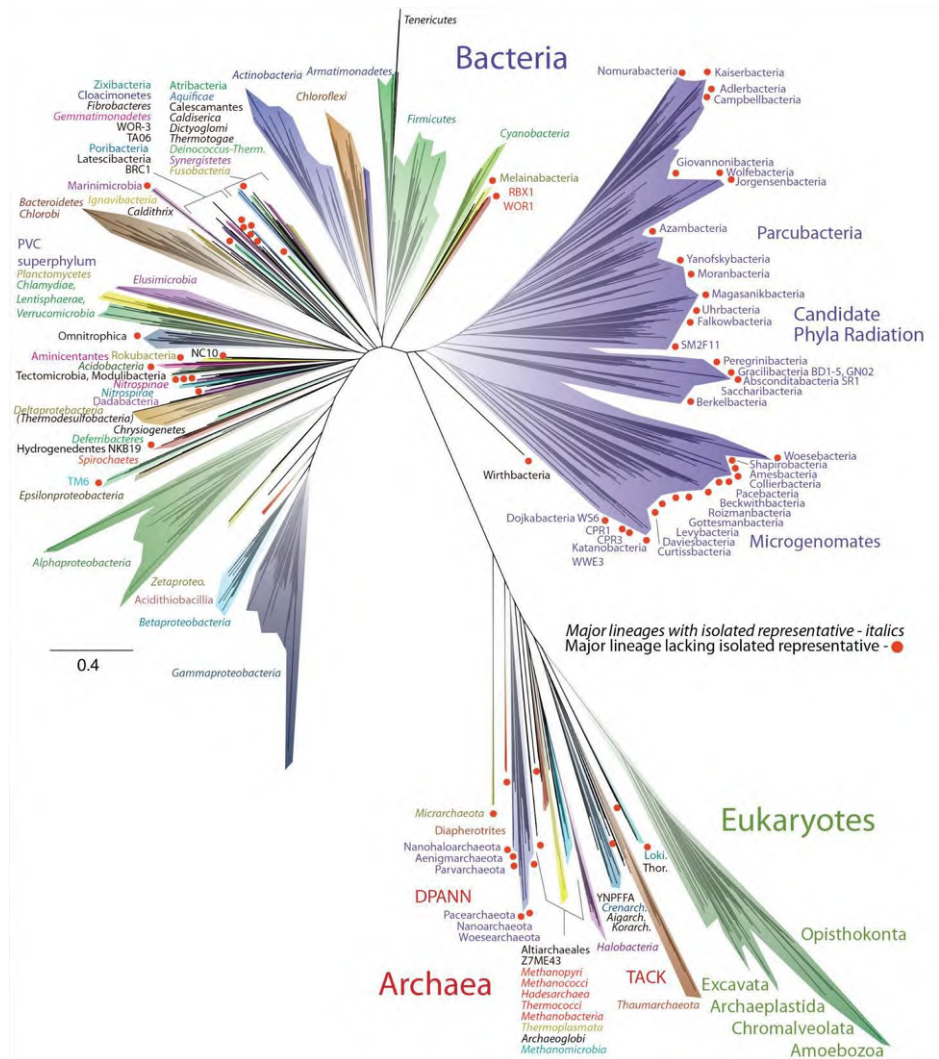 Tenericutes
Bacteria
Actinobacteria
Armatimonadetes
Nomurabacteria
Kaiserbacteria
Zixibacteria
Cloacimonetes
Fibrobacteres
Gemmatimonadetes
WOR-3
TA06
Poribacteria
Latescibacteria
BRC1
Atribacteria
Aquificae
Calescamantes
Caldiserica
Dictyoglomi
Thermotogae
Deinococcus-Therm.
Synergistetes
Fusobacteria
Chloroflexi
Firmicutes
Cyanobacteria
Adlerbacteria
Campbellbacteria
Melainabacteria
RBX1
WOR1
Giovannonibacteria
Wolfebacteria
Jorgensenbacteria
Marinimicrobia
Ignavibacteria
Caldithrix
Bacteroidetes
Chlorobi
Azambacteria
Parcubacteria
PVC
superphylum
Planctomycetes
Chlamydiae,
Lentisphaerae,
Verrucomicrobia
Elusimicrobia
Yanofskybacteria
Moranbacteria
Magasanikbacteria
Uhrbacteria
Falkowbacteria
Candidate
Phyla Radiation
SM2F11
Omnitrophica
Aminicentantes
Rokubacteria
NC10
Acidobacteria
Tectomicrobia, Modulibacteria
Nitrospinae
Nitrospirae
Dadabacteria
Deltaprotebacteria
(Thermodesulfobacteria)
Chrysiogenetes
Deferribacteres
Hydrogenedentes NKB19
Spirochaetes
TM6
Epsilonproteobacteria
Peregrinibacteria
Gracilibacteria BD1-5, GN02
Absconditabacteria SR1
Saccharibacteria
Berkelbacteria
Wirthbacteria
Woesebacteria
Shapirobacteria
Amesbacteria
Collierbacteria
Pacebacteria
Beckwithbacteria
Roizmanbacteria
Gottesmanbacteria
Levybacteria
Daviesbacteria
Curtissbacteria
Microgenomates
Dojkabacteria WS6
CPR1
CPR3
Katanobacteria
WWE3
Alphaproteobacteria
Zetaproteo.
Acidithiobacillia
Betaproteobacteria
Gammaproteobacteria
0.4
Major lineages with isolated representative - italics
Major lineage lacking isolated representative -
Micrarchaeota
Diapherotrites
Nanohaloarchaeota
Aenigmarchaeota
Parvarchaeota
DPANN
Pacearchaeota
Nanoarchaeota
Woesearchaeota
Archaea
Altiarchaeales
Z7ME43
Methanopyri
Methanococci
Hadesarchaea
Thermococci
Methanobacteria
Thermoplasmata
Archaeoglobi
Methanomicrobia
Halobacteria
YNPFFA
Crenarch.
Aigarch.
Korarch.
Loki.
Thor.
TACK
Thaumarchaeota
Eukaryotes
Opisthokonta
Excavata
Archaeplastida
Chromalveolata
Amoebozoa